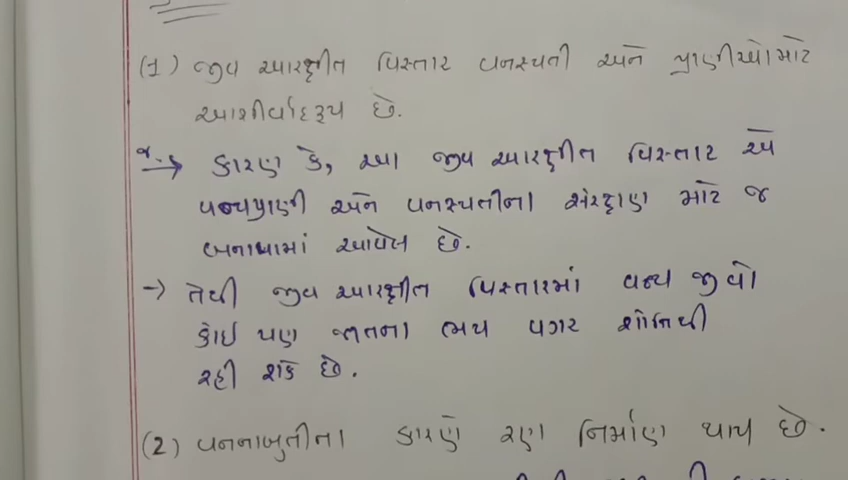 (1) જીવ આરક્ષીત વિસ્તાર વનસ્પતી અને પ્રાણીઓ માટે
આશીર્વાદરૂપ છે.
જ.→ કારણ કે, આ જીવ આરક્ષીત વિસ્તાર એ
વન્યપ્રાણી અને વનસ્પતીના સંરક્ષણ માટે જ
બનાવામાં આવેલ છે.
→ તેથી જીવ આરક્ષીત વિસ્તારમાં વન્ય જીવો
કોઈ પણ જાતના ભય વગર શાંતિથી
રહી શકે છે.
(2) વનનાબુતીના કારણે રણ નિર્માણ થાય છે.